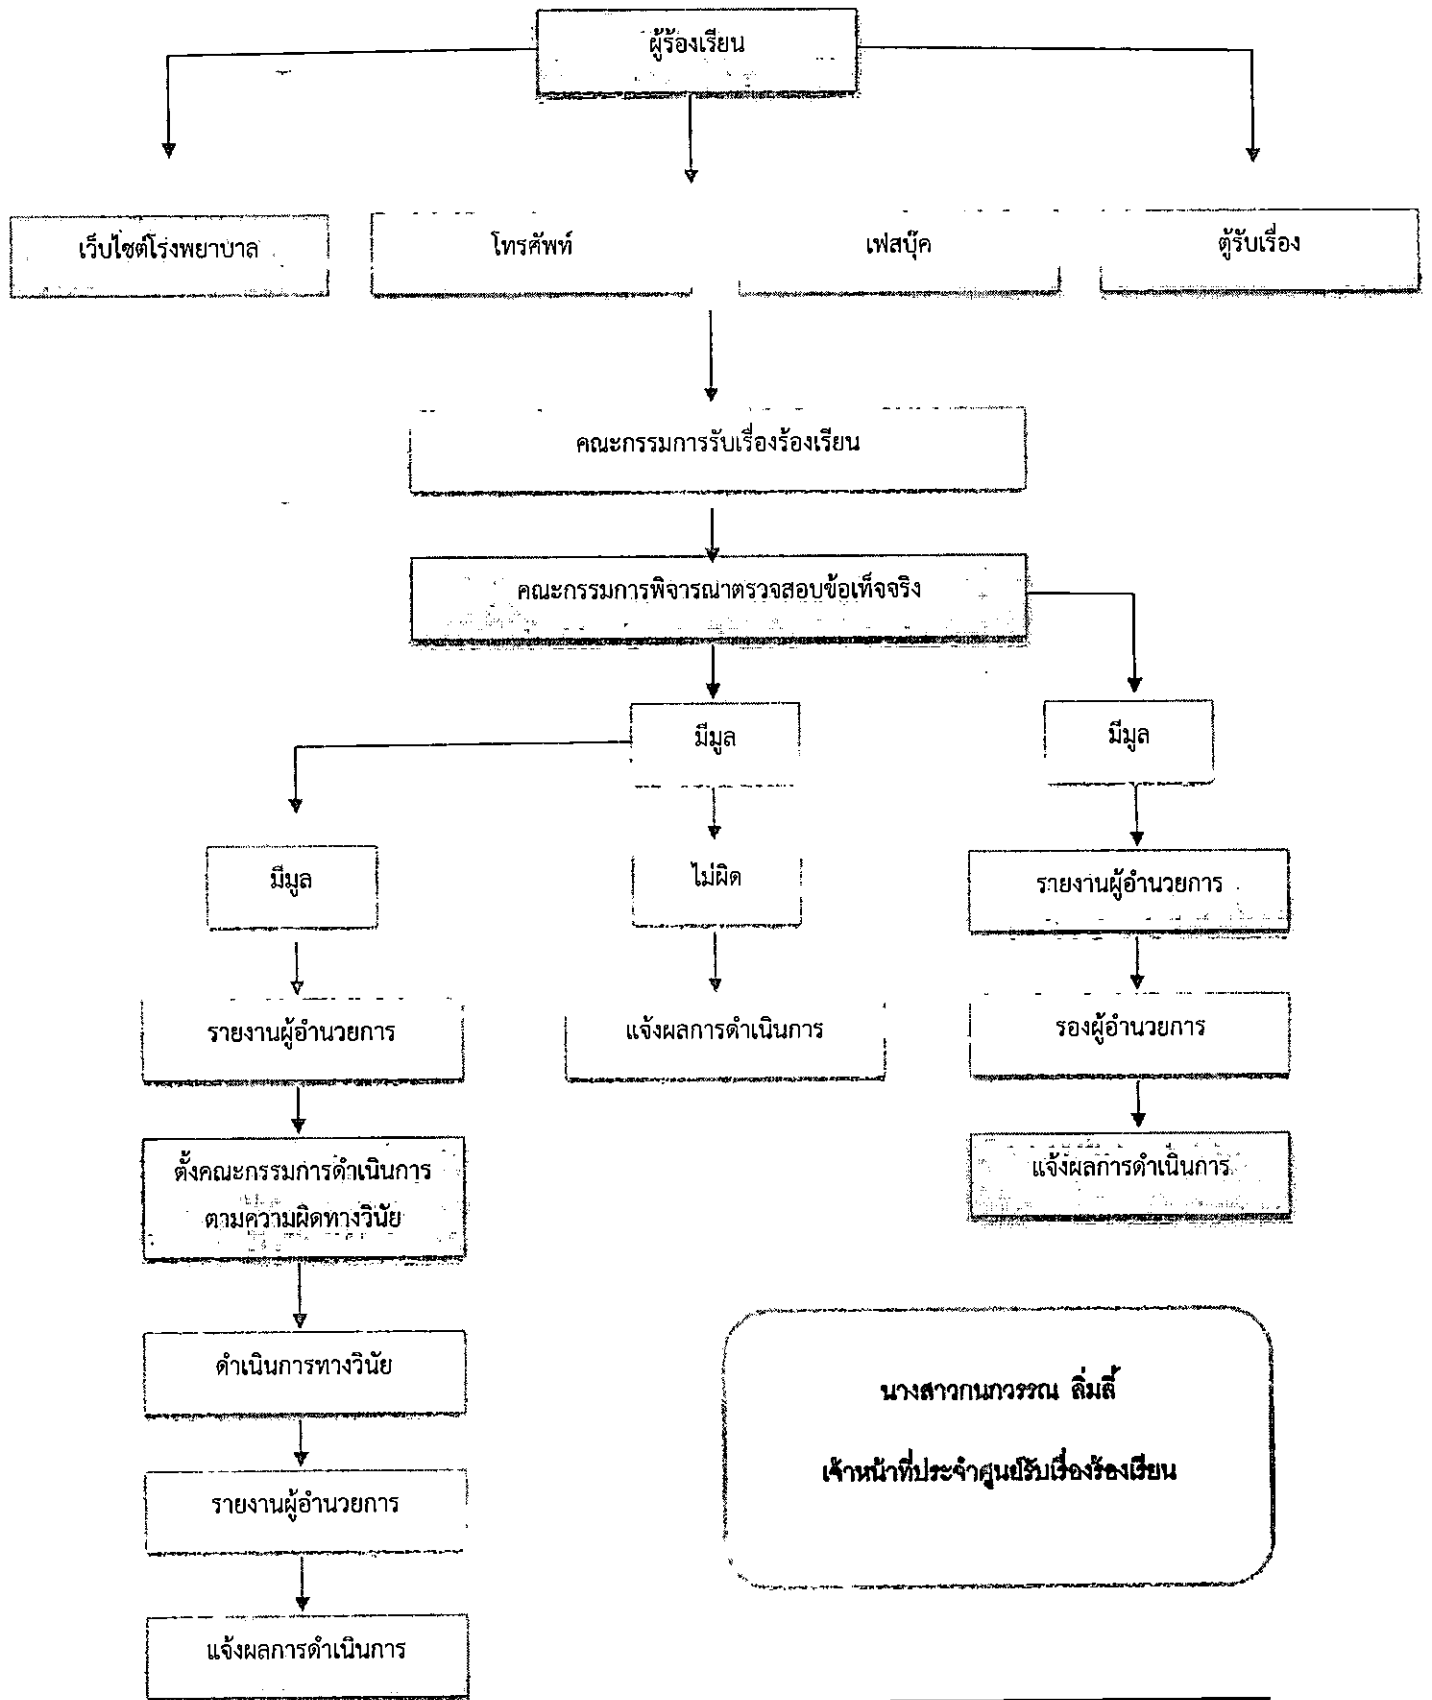 ผู้ร้องเรียน
เว็บไซต์โรงพยาบาล
โทรศัพท์
เฟสบุ๊ค
ตู้รับเรื่อง
คณะกรรมการรับเรื่องร้องเรียน
คณะกรรมการพิจารณาตรวจสอบข้อเท็จจริง
มีมูล
มีมูล
มีมูล
ไม่ผิด
รายงานผู้อำนวยการ
รายงานผู้อำนวยการ
แจ้งผลการดำเนินการ
รองผู้อำนวยการ
ตั้งคณะกรรมการดำเนินการ
ตามความผิดทางวินัย
แจ้งผลการดำเนินการ
ดำเนินการทางวินัย
นางสาวกนกวรรณ ลิ่มลี้
เจ้าหน้าที่ประจำศูนย์รับเรื่องร้องเรียน
รายงานผู้อำนวยการ
แจ้งผลการดำเนินการ